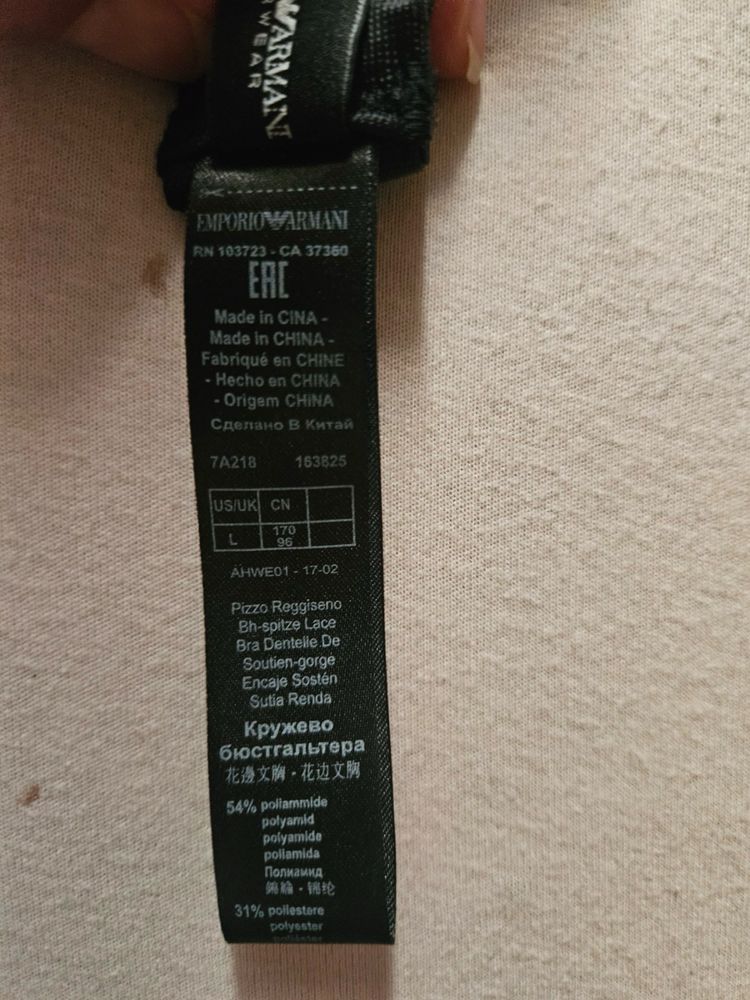 ARMANI
WEAR
EMPORIO ARMANI
RN 103723 - CA 37360
EAC
Made in CINA -
Made in CHINA -
Fabriqué en CHINE
- Hecho en CHINA
- Origem CHINA
Сделано В Китай
7A218 163825
US/UK CN
L 170
96
AHWE01 - 17-02
Pizzo Reggiseno
Bh-spitze Lace
Bra Dentelle De
Soutien-gorge
Encaje Sostén
Sutia Renda
Кружево
бюстгальтера
花邊文胸 · 花边文胸
54% poliammide
polyamid
polyamide
poliamida
Полиамид
錦綸 · 锦纶
31% poliestere
polyester
poliéster